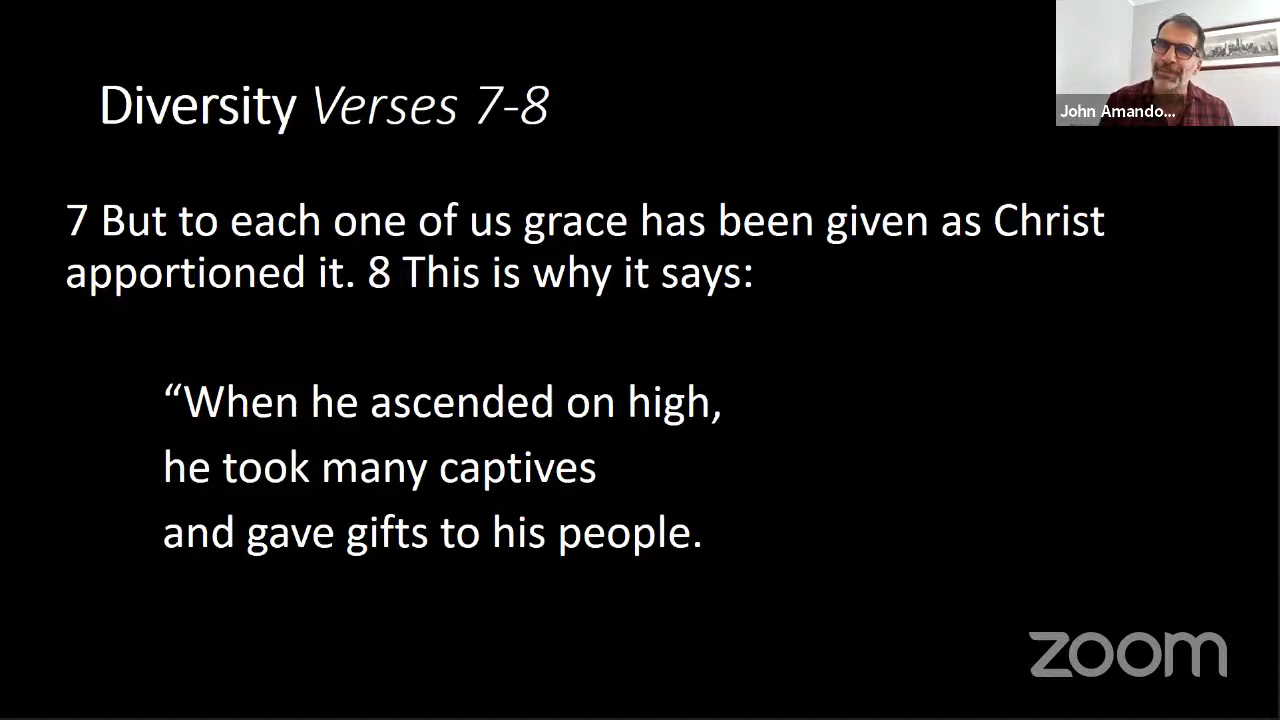 Diversity Verses 7-8
John Amando...
7 But to each one of us grace has been given as Christ
apportioned it. 8 This is why it says:
“When he ascended on high,
he took many captives
and gave gifts to his people.
zoom